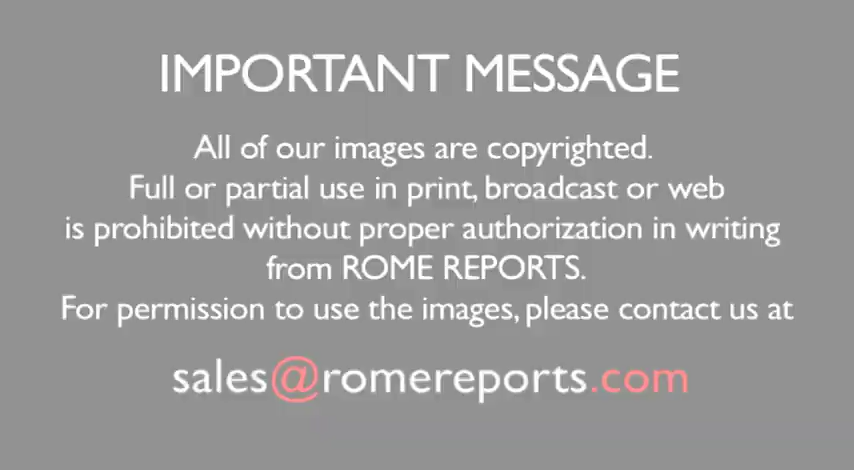 IMPORTANT MESSAGE
All of our images are copyrighted.
Full or partial use in print, broadcast or web
is prohibited without proper authorization in writing
from ROME REPORTS.
For permission to use the images, please contact us at
sales@romereports.com